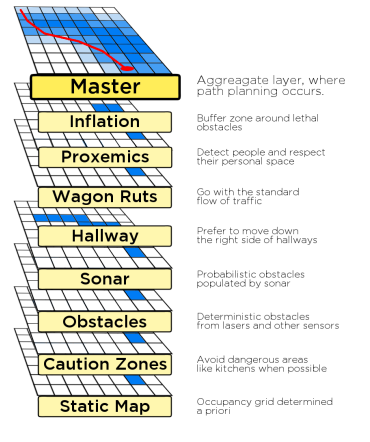 Master
Aggreagate layer, where
path planning occurs.
Inflation
Buffer zone around lethal
obstacles
Proxemics
Detect people and respect
their personal space
Wagon Ruts
Go with the standard
flow of traffic
Hallway
Prefer to move down
the right side of hallways
Sonar
Probabilistic obstacles
populated by sonar
Obstacles
Deterministic obstacles
from lasers and other sensors
Caution Zones
Avoid dangerous areas
like kitchens when possible
Static Map
Occupancy grid determined
a priori